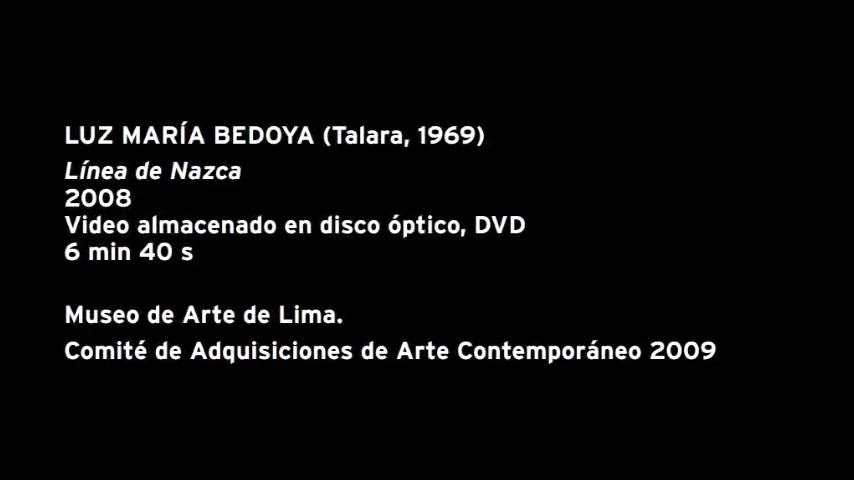 LUZ MARÍA BEDOYA (Talara, 1969)
Línea de Nazca
2008
Video almacenado en disco óptico, DVD
6 min 40 s
Museo de Arte de Lima.
Comité de Adquisiciones de Arte Contemporáneo 2009